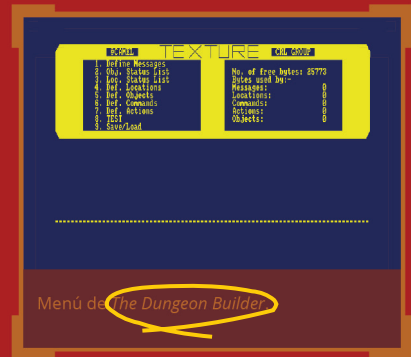 TEXTURE CRL GROUP
1. Define Messages
2. Obj. Status List
3. Loc. Status List
4. Def. Locations
5. Def. Objects
6. Def. Commands
7. Def. Actions
8. TEST
9. Save/Load
No. of free bytes: 25773
Bytes used by:-
Messages: 0
Locations: 0
Commands: 0
Actions: 0
Objects: 0
Menú de The Dungeon Builder